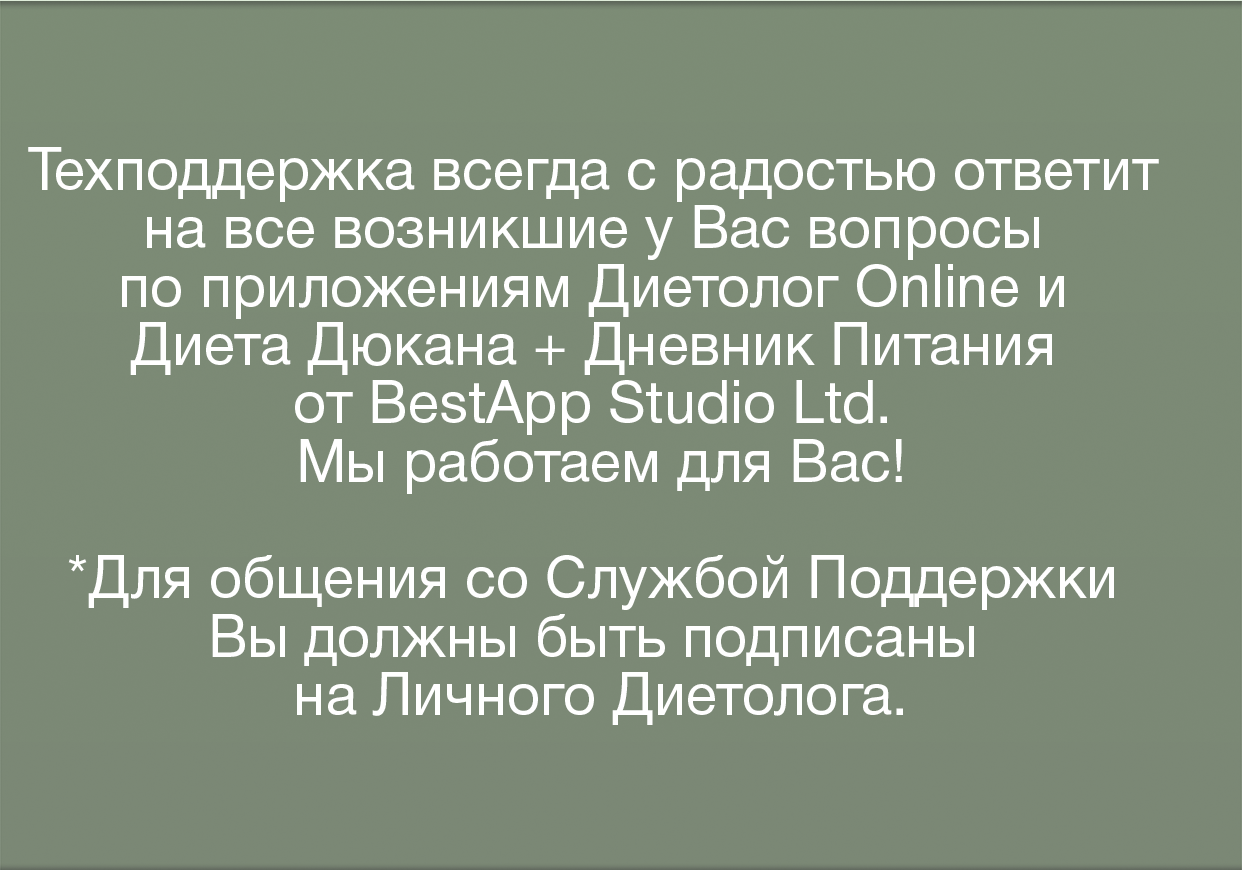 Техподдержка всегда с радостью ответит
на все возникшие у Вас вопросы
по приложениям Диетолог Online и
Диета Дюкана + Дневник Питания
от BestApp Studio Ltd.
Мы работаем для Вас!
*Для общения со Службой Поддержки
Вы должны быть подписаны
на Личного Диетолога.